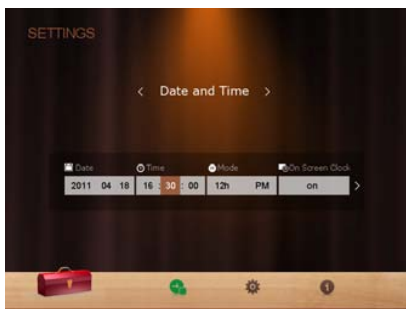 SETTINGS
< Date and Time >
Date Time Mode On Screen Clock
2011 04 18 16 : 30 : 00 12h PM on >